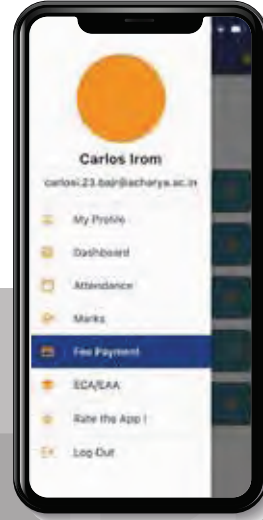 Carlos Irom
carlosi.23.bajr@acharya.ac.in
My Profile
Dashboard
Attendance
Marks
Fee Payment
ECA/EAA
Rate the App !
Log Out